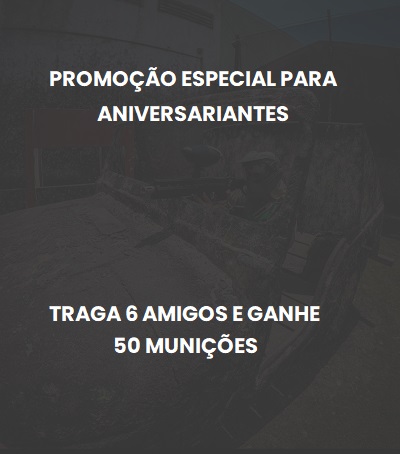 PROMOÇÃO ESPECIAL PARA
ANIVERSARIANTES
TRAGA 6 AMIGOS E GANHE
50 MUNIÇÕES